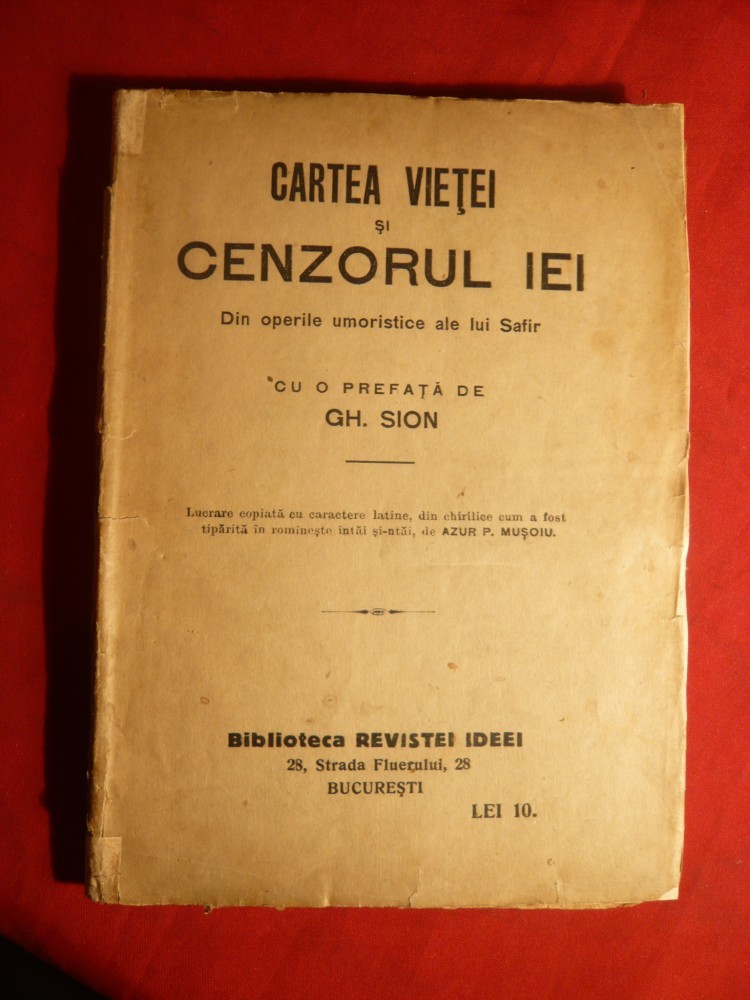 CARTEA VIEŢEI
ŞI
CENZORUL IEI
Din operile umoristice ale lui Safir
CU O PREFAŢĂ DE
GH. SION
Lucrare copiată cu caractere latine, din chirilice cum a fost
tipărită în romîneşte întăi şi-ntăi, de AZUR P. MUŞOIU.
Biblioteca REVISTEI IDEEI
28, Strada Fluerului, 28
BUCUREŞTI
LEI 10.